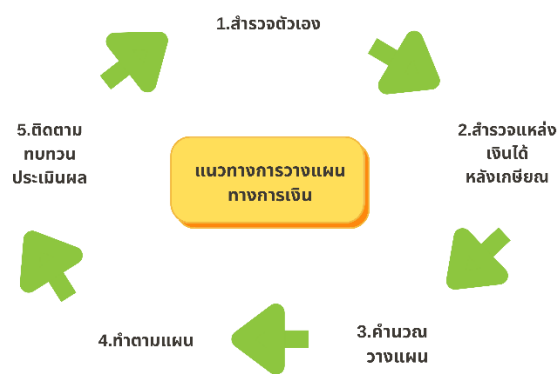 1.สำรวจตัวเอง
2.สำรวจแหล่ง
เงินได้
หลังเกษียณ
3.คำนวณ
วางแผน
4.ทำตามแผน
5.ติดตาม
ทบทวน
ประเมินผล
แนวทางการวางแผน
ทางการเงิน